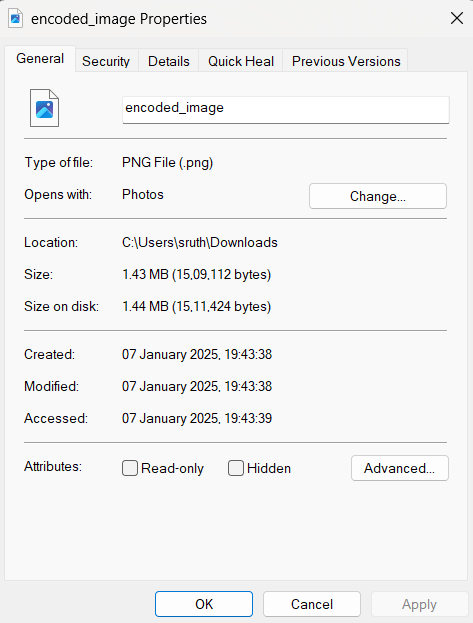 encoded_image Properties
General Security Details Quick Heal Previous Versions
encoded_image
Type of file: PNG File (.png)
Opens with: Photos Change...
Location: C:\Users\sruth\Downloads
Size: 1.43 MB (15,09,112 bytes)
Size on disk: 1.44 MB (15,11,424 bytes)
Created: 07 January 2025, 19:43:38
Modified: 07 January 2025, 19:43:38
Accessed: 07 January 2025, 19:43:39
Attributes: Read-only Hidden Advanced...
OK Cancel Apply